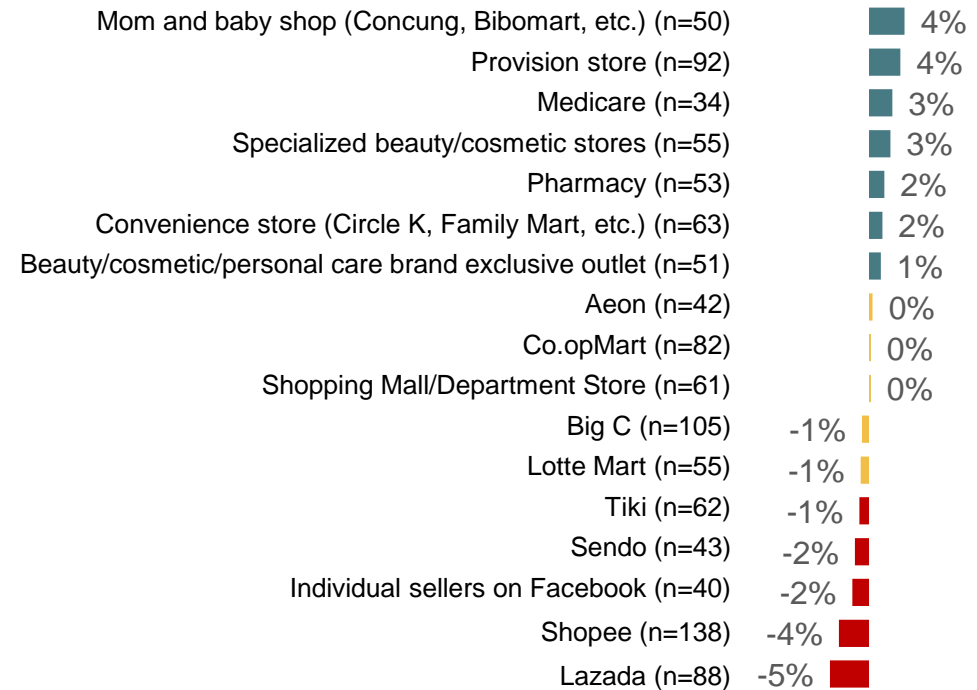 Mom and baby shop (Concung, Bibomart, etc.) (n=50) 4%
Provision store (n=92) 4%
Medicare (n=34) 3%
Specialized beauty/cosmetic stores (n=55) 3%
Pharmacy (n=53) 2%
Convenience store (Circle K, Family Mart, etc.) (n=63) 2%
Beauty/cosmetic/personal care brand exclusive outlet (n=51) 1%
Aeon (n=42) 0%
Co.opMart (n=82) 0%
Shopping Mall/Department Store (n=61) 0%
Big C (n=105) -1%
Lotte Mart (n=55) -1%
Tiki (n=62) -1%
Sendo (n=43) -2%
Individual sellers on Facebook (n=40) -2%
Shopee (n=138) -4%
Lazada (n=88) -5%